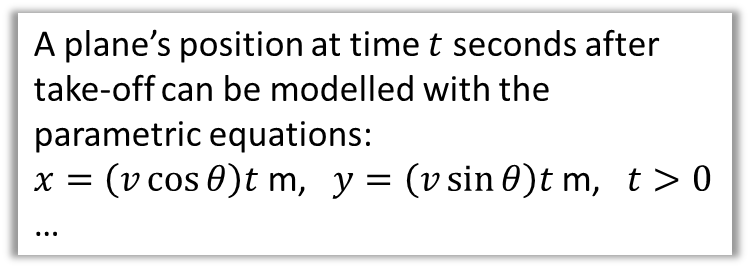 A plane’s position at time 𝑡 seconds after
take-off can be modelled with the
parametric equations:
𝑥 = (𝑣 cos 𝜃)𝑡 m, 𝑦 = (𝑣 sin 𝜃)𝑡 m, 𝑡 > 0
...